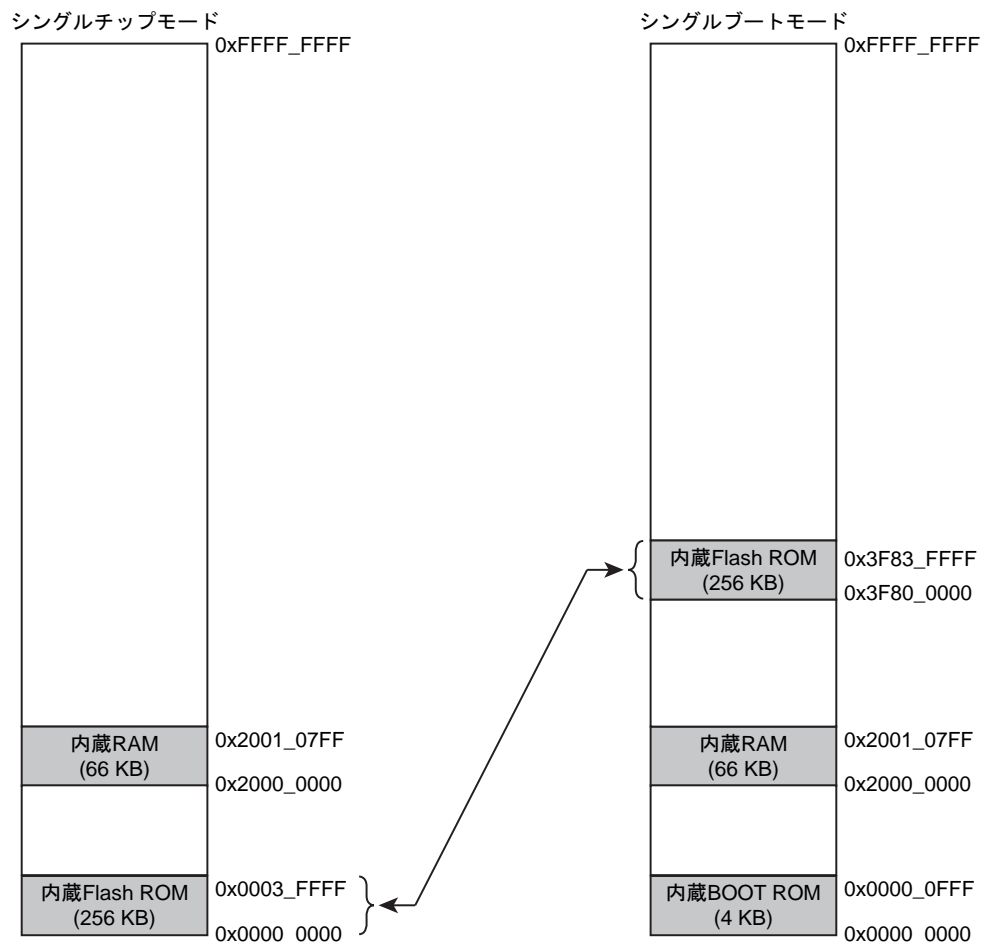 シングルチップモード
0xFFFF_FFFF
内蔵RAM
(66 KB)
0x2001_07FF
0x2000_0000
内蔵Flash ROM
(256 KB)
0x0003_FFFF
0x0000_0000
シングルブートモード
0xFFFF_FFFF
内蔵Flash ROM
(256 KB)
0x3F83_FFFF
0x3F80_0000
内蔵RAM
(66 KB)
0x2001_07FF
0x2000_0000
内蔵BOOT ROM
(4 KB)
0x0000_0FFF
0x0000_0000